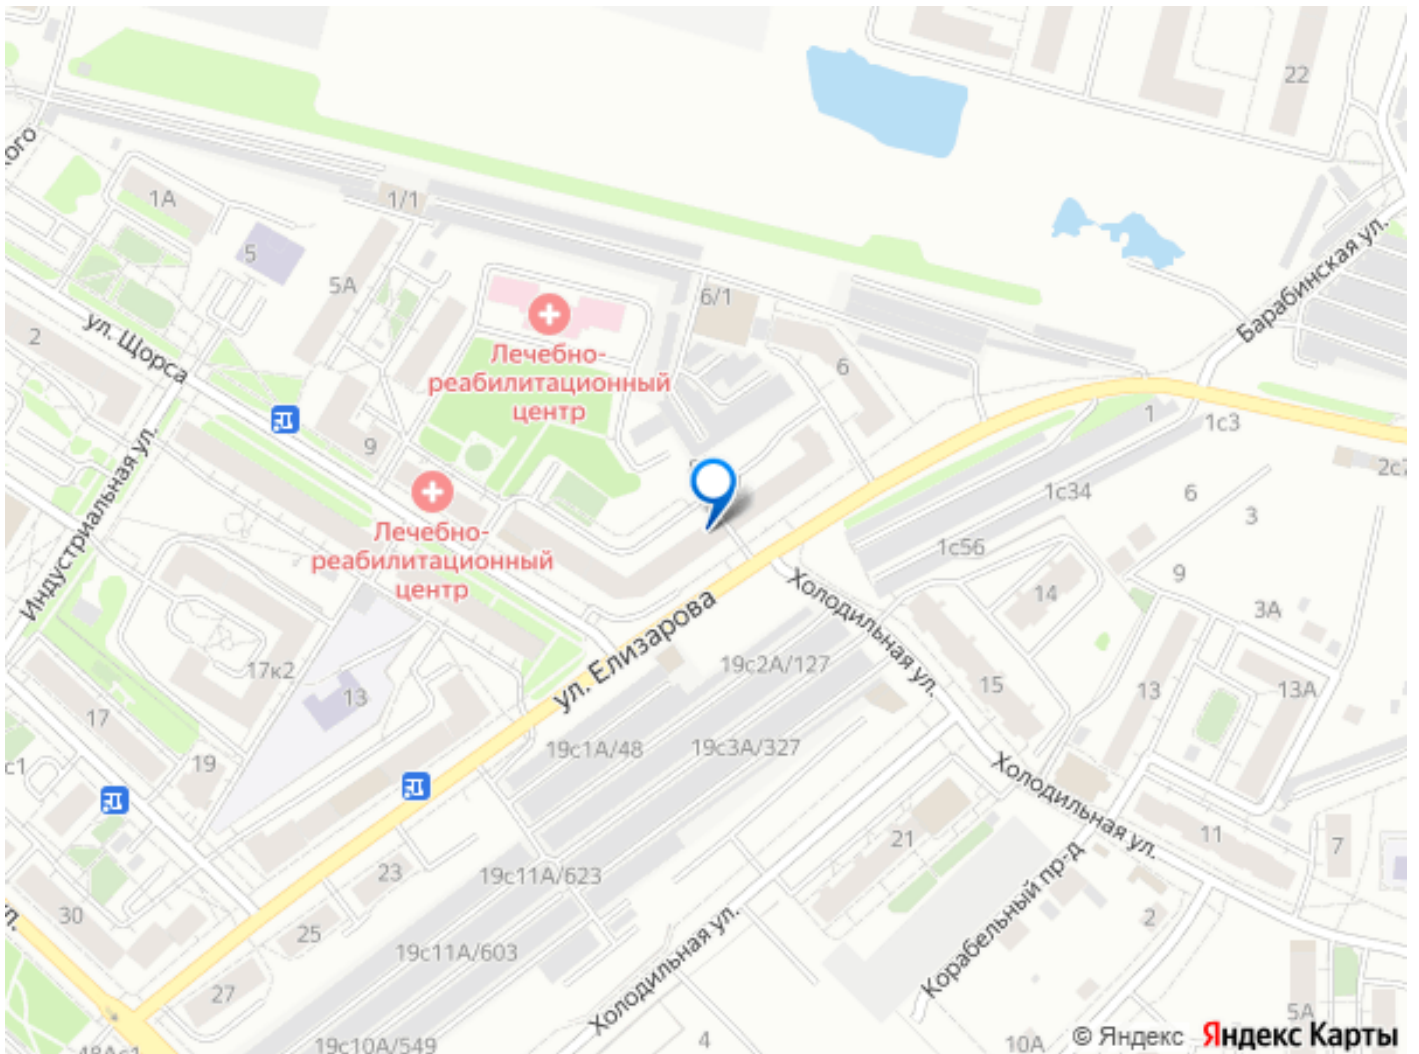 22
1А
1/1
5
5А
6/1
Барабинская ул.
ул. Щорса
2
Лечебно-
реабилитационный
центр
6
9
1
1с3
Индустриальная ул.
Лечебно-
реабилитационный
центр
1с34
6
3
1с56
9
14
3А
Холодильная ул.
ул. Елизарова
19с2А/127
17к2
13
15
13
13А
17
19
19с1А/48
19с3А/327
Холодильная ул.
21
11
7
23
19с11А/623
Корабельный пр-д
30
25
19с11А/603
2
Холодильная ул.
27
5А
4
10А
19с10А/549
© Яндекс Яндекс Карты